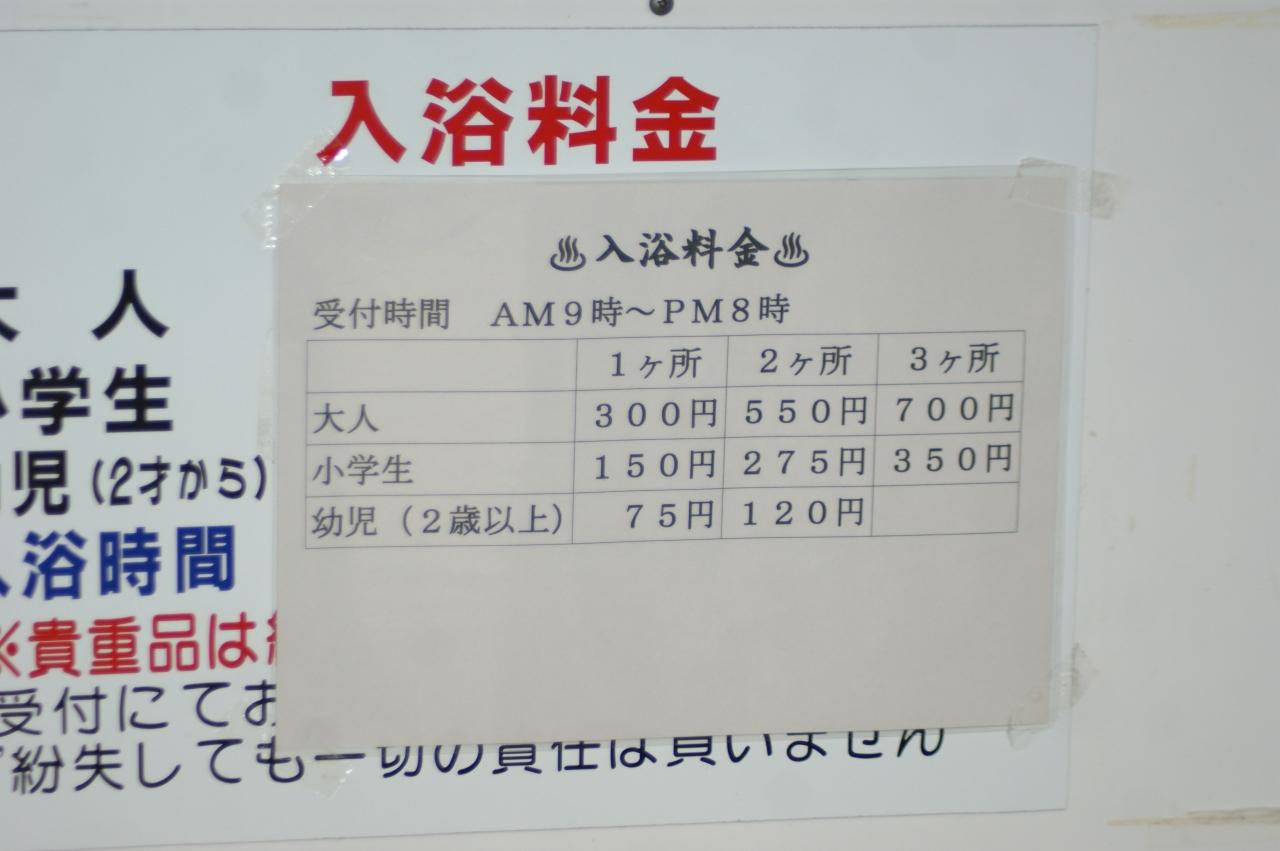 入浴料金
♨入浴料金♨
受付時間　AM9時～PM8時
1ヶ所 2ヶ所 3ヶ所
大人 300円 550円 700円
小学生 150円 275円 350円
幼児（2歳以上） 75円 120円
大 人
小学生
幼児(2才から)
入浴時間
※貴重品は
受付にてお
紛失しても一切の責任は負いません